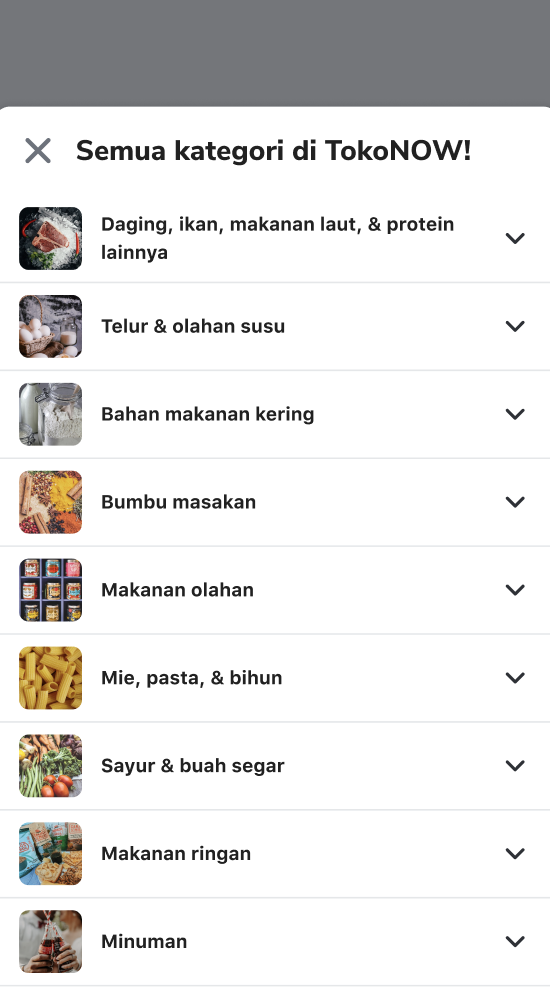 Semua kategori di TokoNOW!
Daging, ikan, makanan laut, & protein
lainnya
Telur & olahan susu
Bahan makanan kering
Bumbu masakan
Makanan olahan
Mie, pasta, & bihun
Sayur & buah segar
Makanan ringan
Minuman